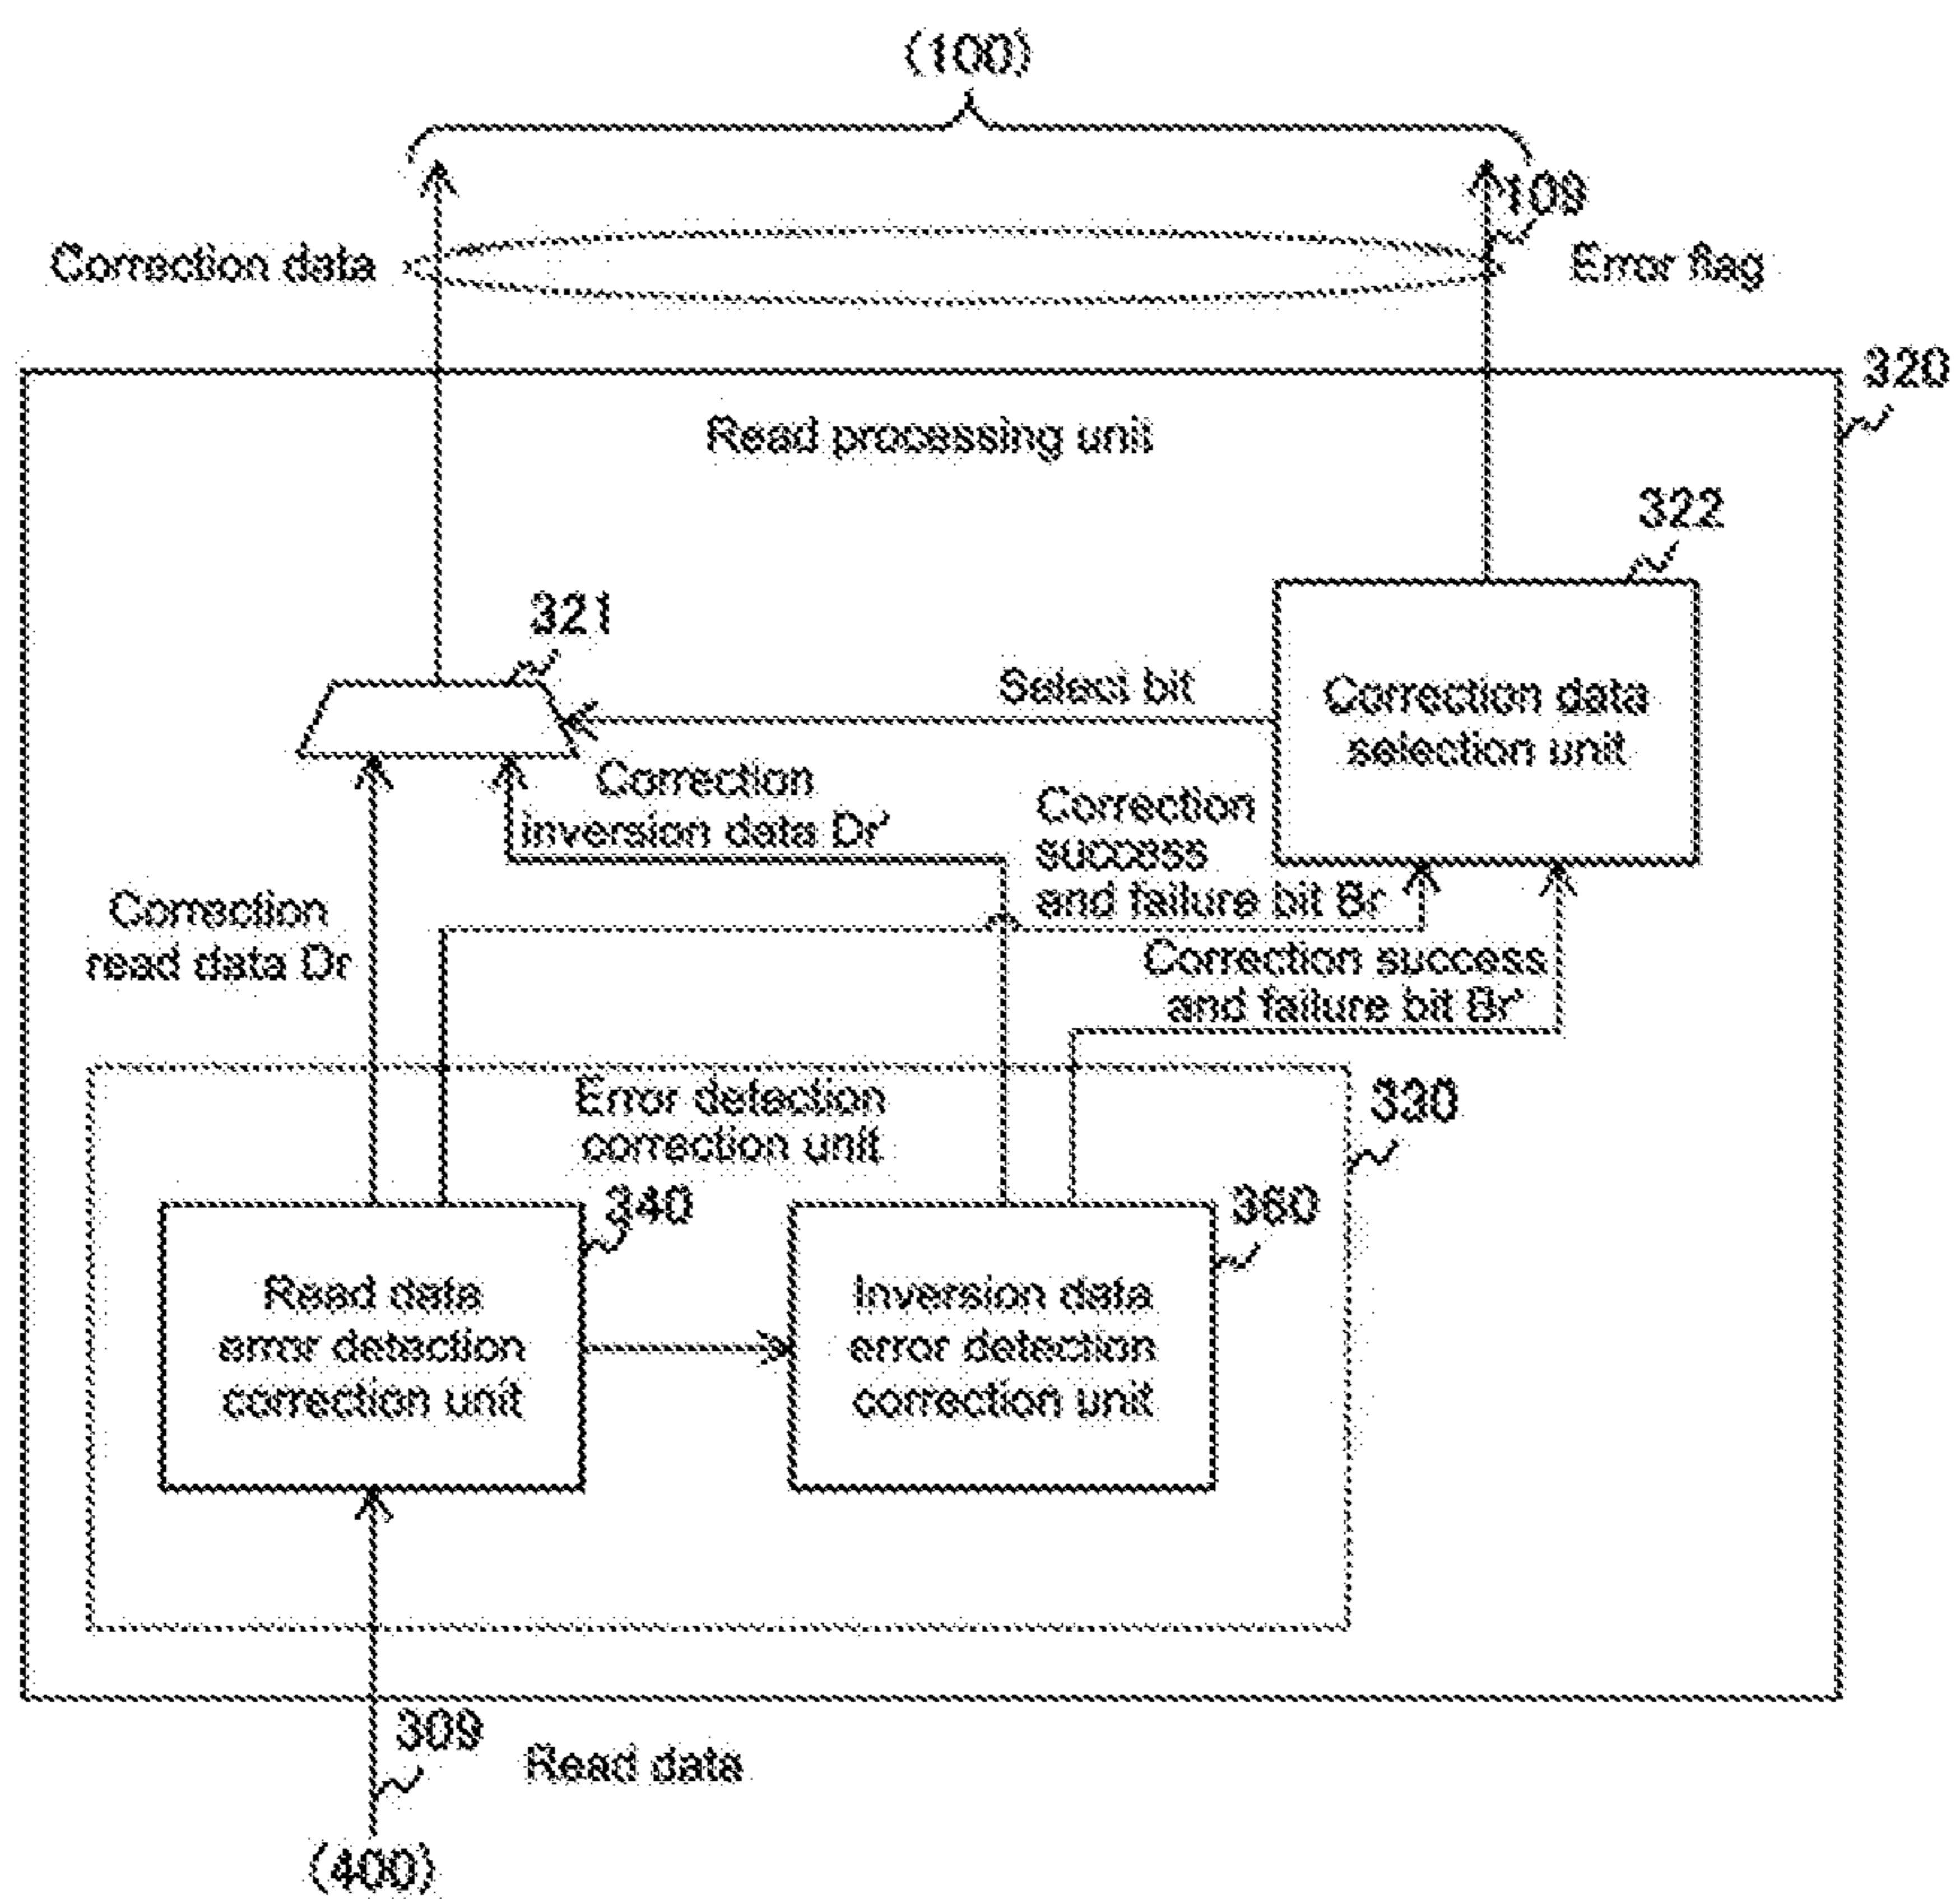 (100)
109
Correction data
Error flag
320
Read processing unit
322
321
Select bit
Correction data
selection unit
Correction
inversion data Dr'
Correction
success
and failure bit Br
Correction
read data Dr
Correction success
and failure bit Br'
Error detection
correction unit
330
340
360
Read data
error detection
correction unit
Inversion data
error detection
correction unit
309
Read data
(400)